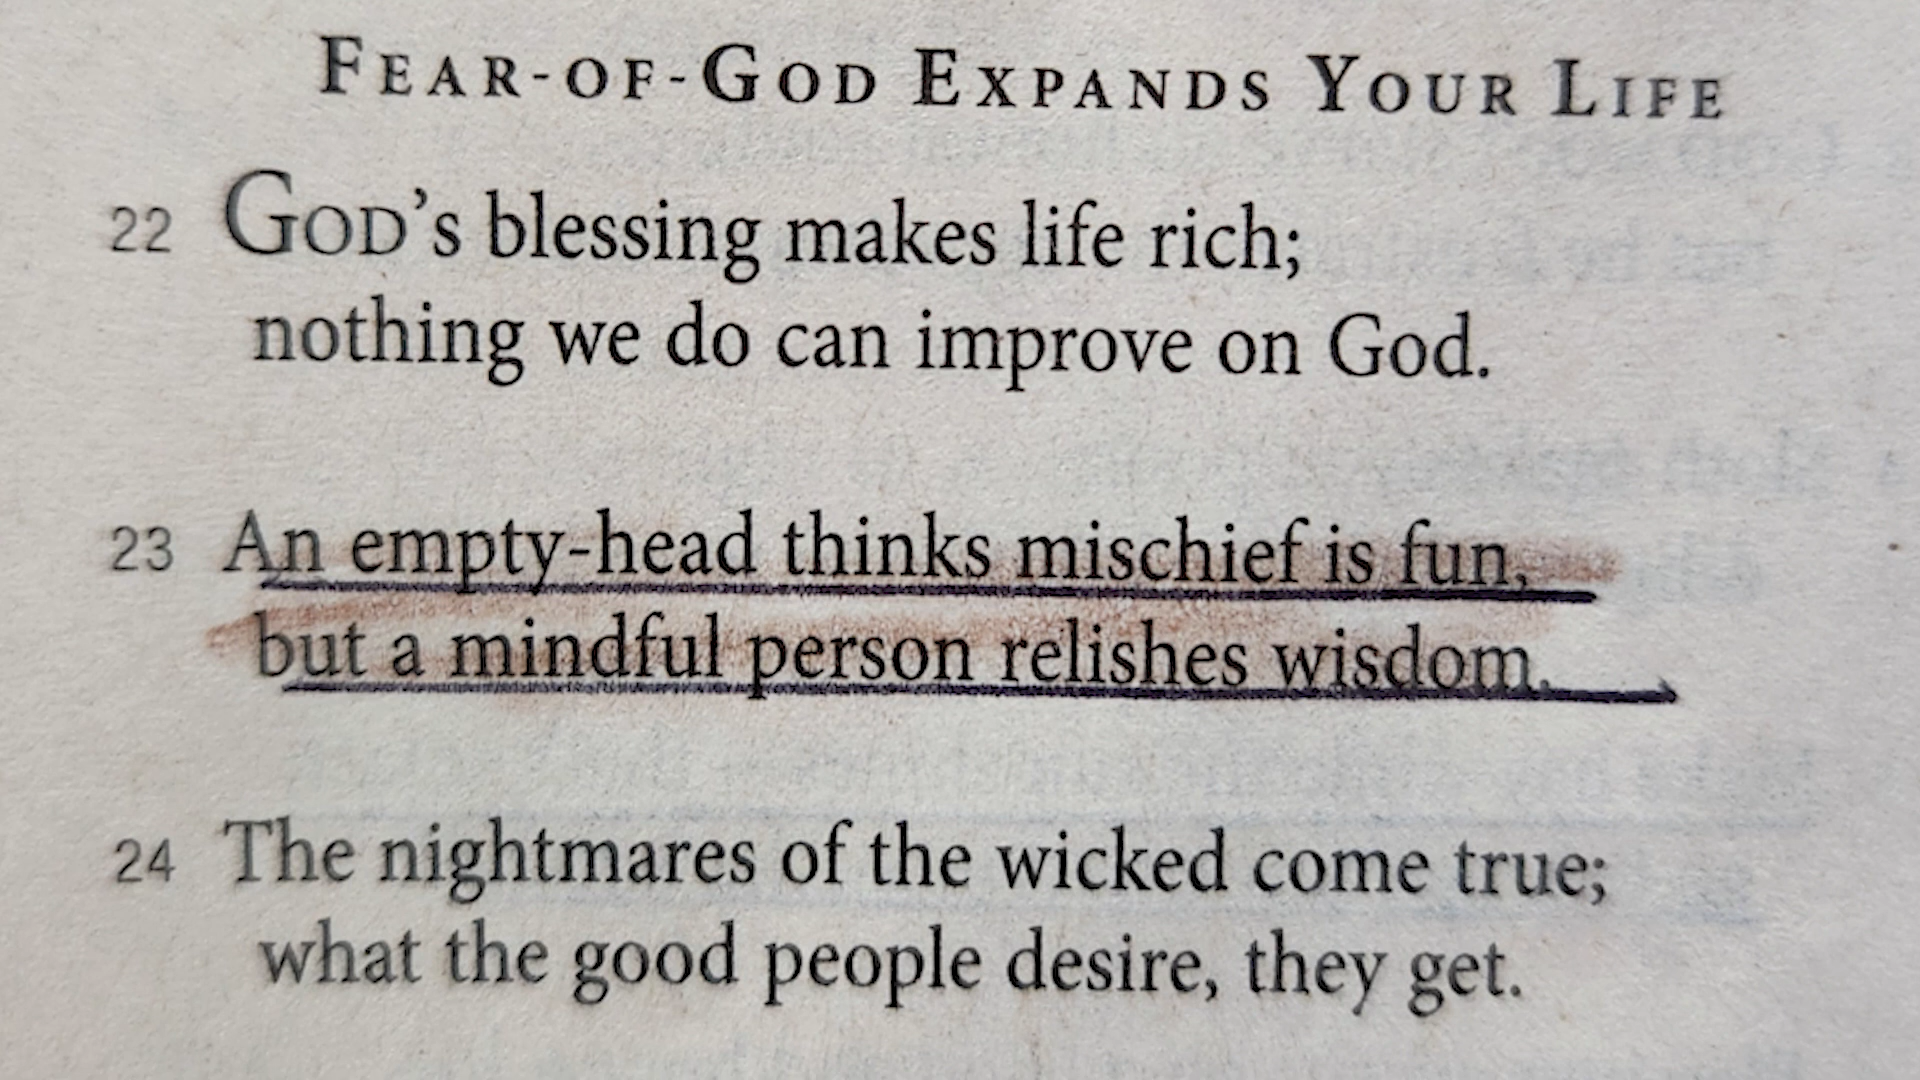 FEAR-OF-GOD EXPANDS YOUR LIFE
22 GOD's blessing makes life rich;
nothing we do can improve on God.
23 An empty-head thinks mischief is fun,
but a mindful person relishes wisdom.
24 The nightmares of the wicked come true;
what the good people desire, they get.